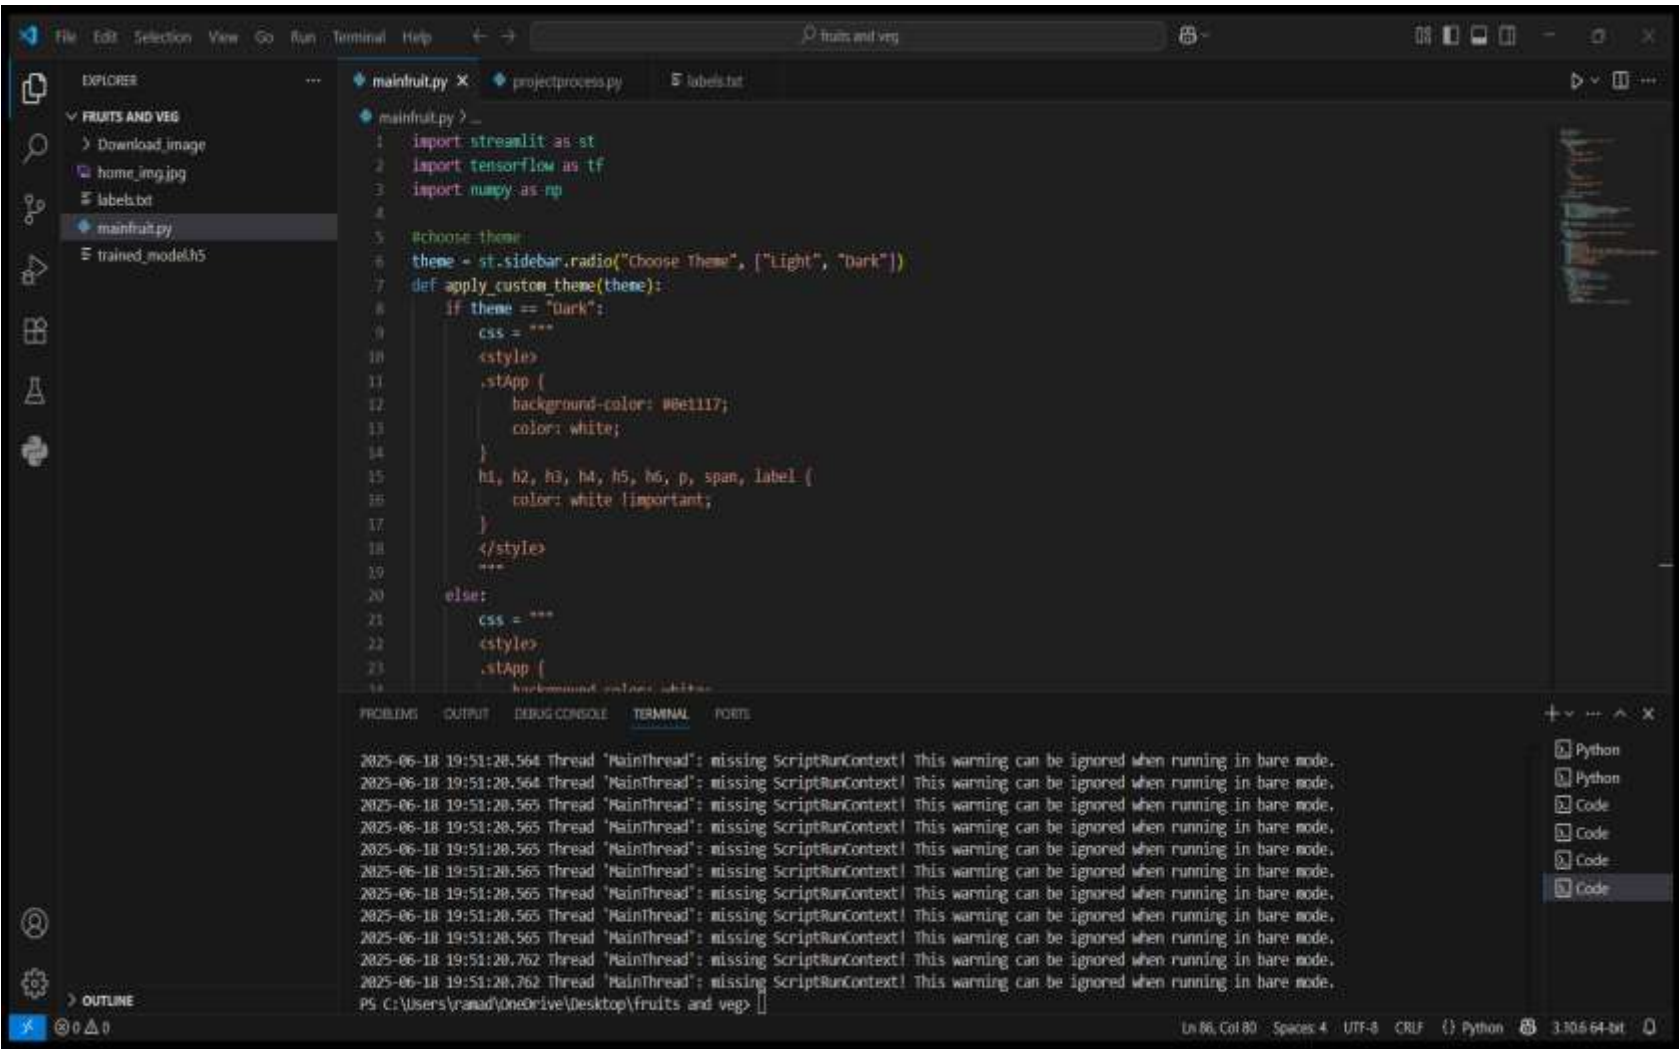 File Edit Selection View Go Run Terminal Help
fruits and veg
EXPLORER
FRUITS AND VEG
Download_image
home_img.jpg
labels.txt
mainfruit.py
trained_model.h5
OUTLINE
mainfruit.py projectprocess.py labels.txt
mainfruit.py > ...
1 import streamlit as st
2 import tensorflow as tf
3 import numpy as np
4
5 #choose theme
6 theme = st.sidebar.radio("Choose Theme", ["Light", "Dark"])
7 def apply_custom_theme(theme):
8 if theme == "Dark":
9 css = """
10 <style>
11 .stApp {
12 background-color: #0e1117;
13 color: white;
14 }
15 h1, h2, h3, h4, h5, h6, p, span, label {
16 color: white !important;
17 }
18 </style>
19 """
20 else:
21 css = """
22 <style>
23 .stApp {
24 background-color: white;
PROBLEMS OUTPUT DEBUG CONSOLE TERMINAL PORTS
2025-06-18 19:51:20.564 Thread 'MainThread': missing ScriptRunContext! This warning can be ignored when running in bare mode.
2025-06-18 19:51:20.564 Thread 'MainThread': missing ScriptRunContext! This warning can be ignored when running in bare mode.
2025-06-18 19:51:20.565 Thread 'MainThread': missing ScriptRunContext! This warning can be ignored when running in bare mode.
2025-06-18 19:51:20.565 Thread 'MainThread': missing ScriptRunContext! This warning can be ignored when running in bare mode.
2025-06-18 19:51:20.565 Thread 'MainThread': missing ScriptRunContext! This warning can be ignored when running in bare mode.
2025-06-18 19:51:20.565 Thread 'MainThread': missing ScriptRunContext! This warning can be ignored when running in bare mode.
2025-06-18 19:51:20.565 Thread 'MainThread': missing ScriptRunContext! This warning can be ignored when running in bare mode.
2025-06-18 19:51:20.565 Thread 'MainThread': missing ScriptRunContext! This warning can be ignored when running in bare mode.
2025-06-18 19:51:20.565 Thread 'MainThread': missing ScriptRunContext! This warning can be ignored when running in bare mode.
2025-06-18 19:51:20.762 Thread 'MainThread': missing ScriptRunContext! This warning can be ignored when running in bare mode.
2025-06-18 19:51:20.762 Thread 'MainThread': missing ScriptRunContext! This warning can be ignored when running in bare mode.
PS C:\Users\ramad\OneDrive\Desktop\fruits and veg>
Python
Python
Code
Code
Code
Code
0 0 Ln 86, Col 80 Spaces: 4 UTF-8 CRLF {} Python 3.10.6 64-bit